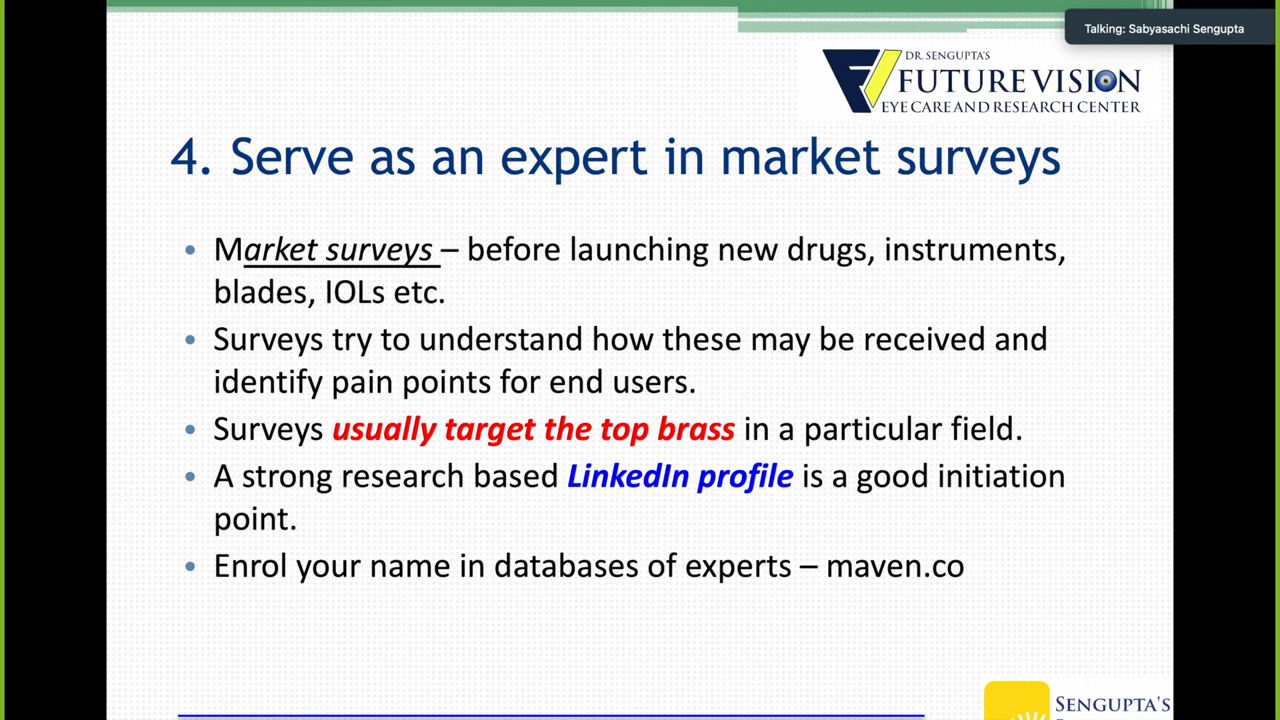 Talking: Sabyasachi Sengupta
DR. SENGUPTA'S
FUTURE VISION
EYE CARE AND RESEARCH CENTER
4. Serve as an expert in market surveys
• Market surveys – before launching new drugs, instruments,
blades, IOLs etc.
• Surveys try to understand how these may be received and
identify pain points for end users.
• Surveys usually target the top brass in a particular field.
• A strong research based LinkedIn profile is a good initiation
point.
• Enrol your name in databases of experts – maven.co
SENGUPTA'S